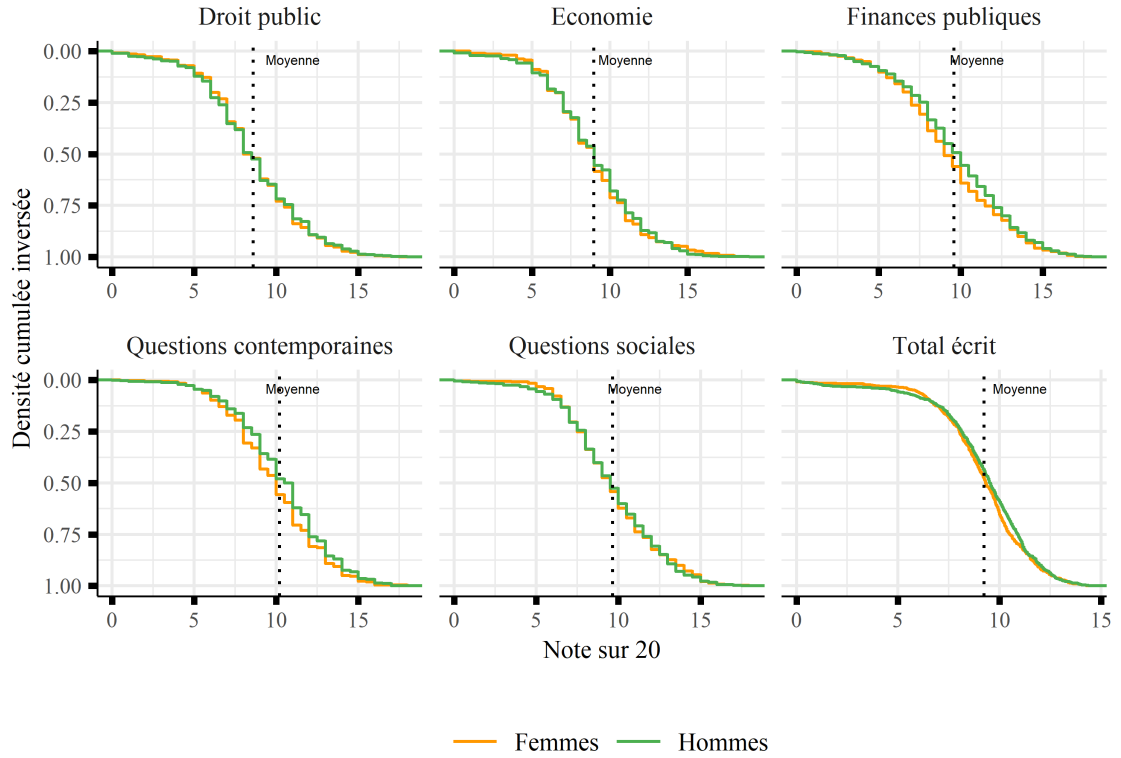 Droit public
Economie
Finances publiques
0.00
0.25
0.50
0.75
1.00
Moyenne
Moyenne
Moyenne
0 5 10 15
0 5 10 15
0 5 10 15
Densité cumulée inversée
Questions contemporaines
Questions sociales
Total écrit
0.00
0.25
0.50
0.75
1.00
Moyenne
Moyenne
Moyenne
0 5 10 15
0 5 10 15
0 5 10 15
Note sur 20
Femmes Hommes